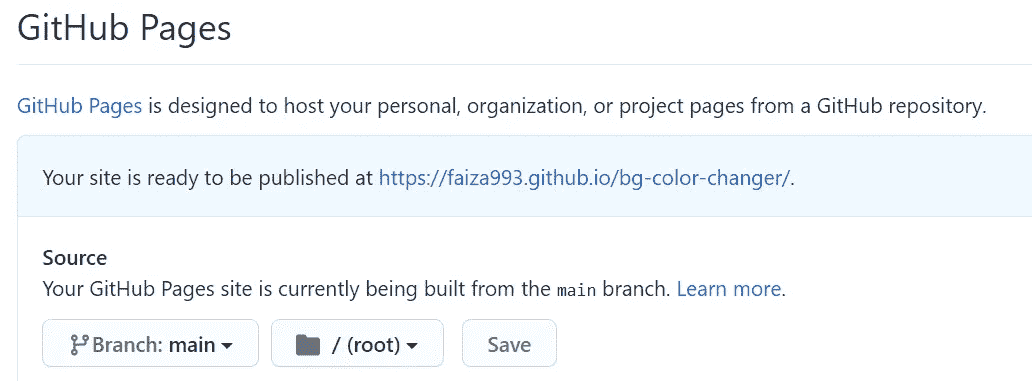 GitHub Pages
GitHub Pages is designed to host your personal, organization, or project pages from a GitHub repository.
Your site is ready to be published at https://faiza993.github.io/bg-color-changer/.
Source
Your GitHub Pages site is currently being built from the main branch. Learn more.
Branch: main / (root) Save